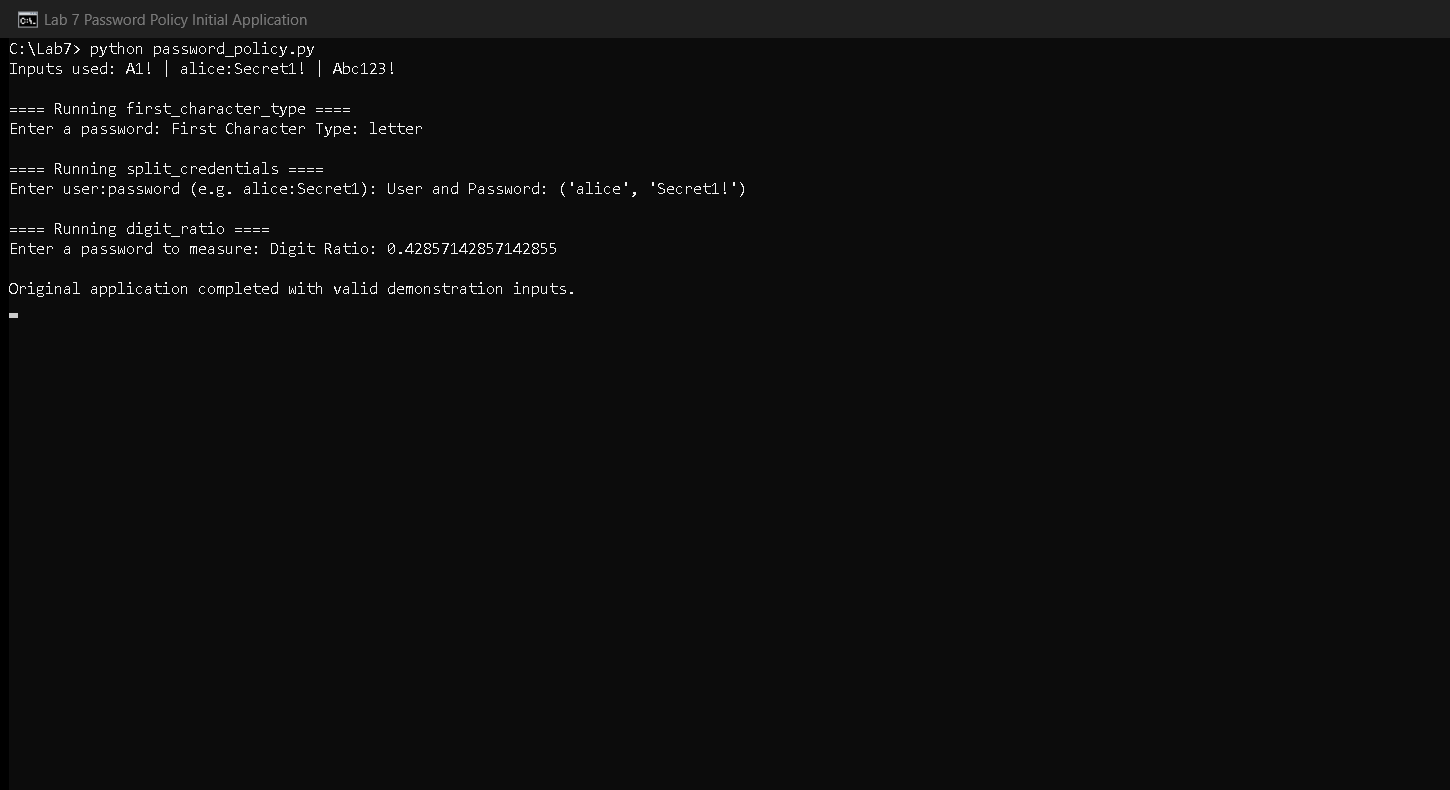 Lab 7 Password Policy Initial Application
C:\Lab7> python password_policy.py
Inputs used: A1! | alice:Secret1! | Abc123!
==== Running first_character_type ====
Enter a password: First Character Type: letter
==== Running split_credentials ====
Enter user:password (e.g. alice:Secret1): User and Password: ('alice', 'Secret1!')
==== Running digit_ratio ====
Enter a password to measure: Digit Ratio: 0.42857142857142855
Original application completed with valid demonstration inputs.